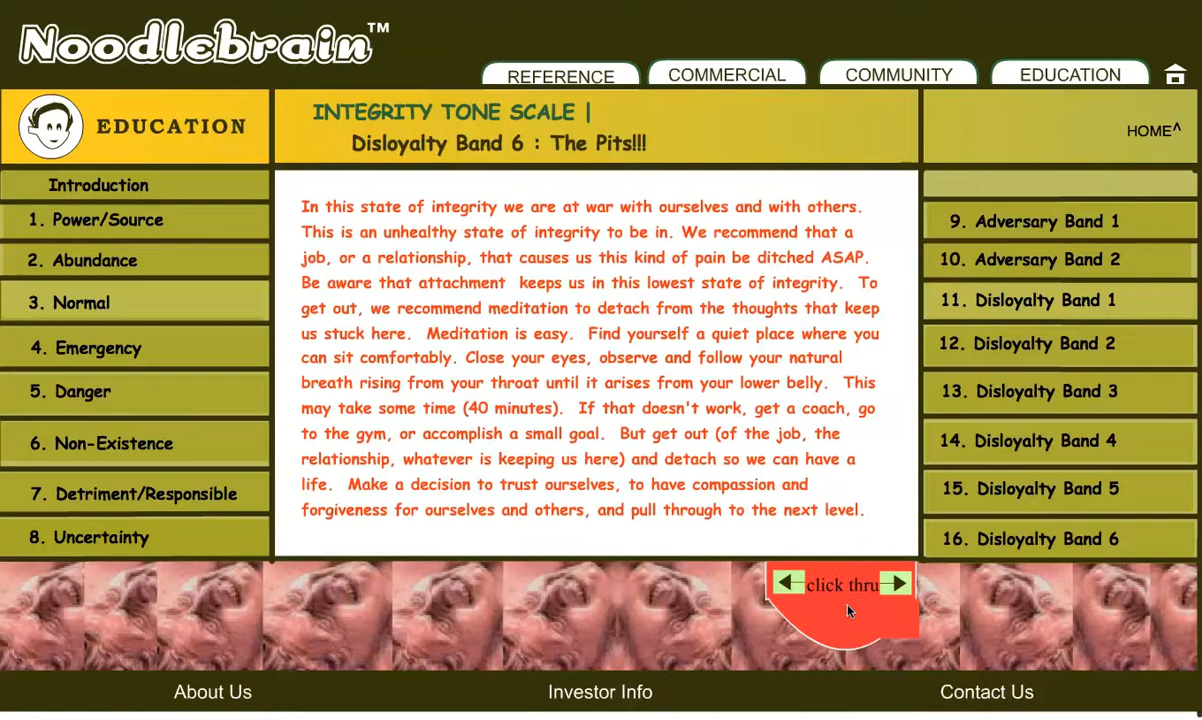 Noodlebrain™
REFERENCE
COMMERCIAL
COMMUNITY
EDUCATION
EDUCATION
INTEGRITY TONE SCALE |
Disloyalty Band 6 : The Pits!!!
HOME^
Introduction
1. Power/Source
2. Abundance
3. Normal
4. Emergency
5. Danger
6. Non-Existence
7. Detriment/Responsible
8. Uncertainty
In this state of integrity we are at war with ourselves and with others.
This is an unhealthy state of integrity to be in. We recommend that a
job, or a relationship, that causes us this kind of pain be ditched ASAP.
Be aware that attachment keeps us in this lowest state of integrity. To
get out, we recommend meditation to detach from the thoughts that keep
us stuck here. Meditation is easy. Find yourself a quiet place where you
can sit comfortably. Close your eyes, observe and follow your natural
breath rising from your throat until it arises from your lower belly. This
may take some time (40 minutes). If that doesn't work, get a coach, go
to the gym, or accomplish a small goal. But get out (of the job, the
relationship, whatever is keeping us here) and detach so we can have a
life. Make a decision to trust ourselves, to have compassion and
forgiveness for ourselves and others, and pull through to the next level.
9. Adversary Band 1
10. Adversary Band 2
11. Disloyalty Band 1
12. Disloyalty Band 2
13. Disloyalty Band 3
14. Disloyalty Band 4
15. Disloyalty Band 5
16. Disloyalty Band 6
click thru
About Us
Investor Info
Contact Us